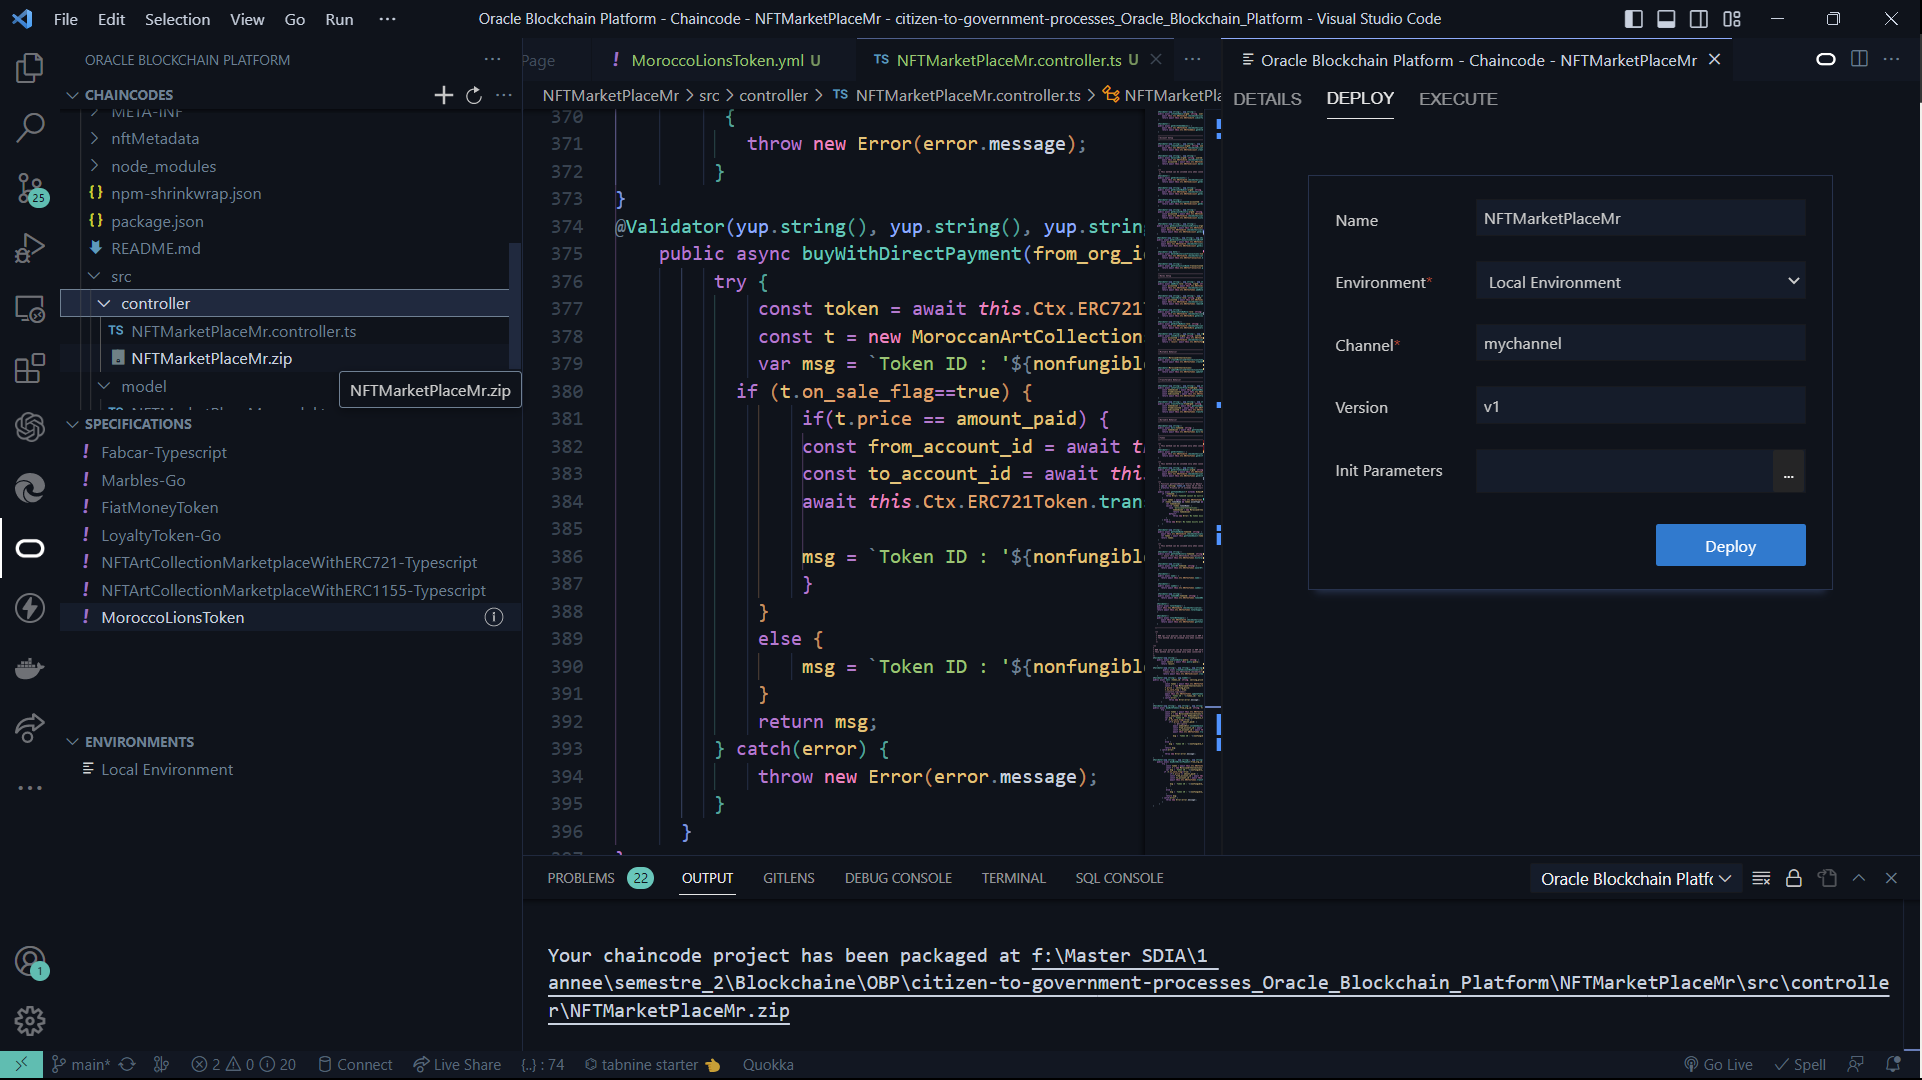 File Edit Selection View Go Run ···
Oracle Blockchain Platform - Chaincode - NFTMarketPlaceMr - citizen-to-government-processes_Oracle_Blockchain_Platform - Visual Studio Code
ORACLE BLOCKCHAIN PLATFORM
CHAINCODES
META-INF
nftMetadata
node_modules
{} npm-shrinkwrap.json
{} package.json
README.md
src
controller
TS NFTMarketPlaceMr.controller.ts
NFTMarketPlaceMr.zip
NFTMarketPlaceMr.zip
model
SPECIFICATIONS
! Fabcar-Typescript
! Marbles-Go
! FiatMoneyToken
! LoyaltyToken-Go
! NFTArtCollectionMarketplaceWithERC721-Typescript
! NFTArtCollectionMarketplaceWithERC1155-Typescript
! MoroccoLionsToken
ENVIRONMENTS
Local Environment
25
1
Page
! MoroccoLionsToken.yml U
TS NFTMarketPlaceMr.controller.ts U
NFTMarketPlaceMr > src > controller > TS NFTMarketPlaceMr.controller.ts > NFTMarketPla
370 {
371 throw new Error(error.message);
372 }
373 }
374 @Validator(yup.string(), yup.string(), yup.strin
375 public async buyWithDirectPayment(from_org_i
376 try {
377 const token = await this.Ctx.ERC721
378 const t = new MoroccanArtCollection
379 var msg = `Token ID : '${nonfungibl
380 if (t.on_sale_flag==true) {
381 if(t.price == amount_paid) {
382 const from_account_id = await t
383 const to_account_id = await thi
384 await this.Ctx.ERC721Token.tran
385
386 msg = `Token ID : '${nonfungibl
387 }
388 }
389 else {
390 msg = `Token ID : '${nonfungibl
391 }
392 return msg;
393 } catch(error) {
394 throw new Error(error.message);
395 }
396 }
Oracle Blockchain Platform - Chaincode - NFTMarketPlaceMr
DETAILS DEPLOY EXECUTE
Name NFTMarketPlaceMr
Environment* Local Environment
Channel* mychannel
Version v1
Init Parameters ...
Deploy
PROBLEMS 22 OUTPUT GITLENS DEBUG CONSOLE TERMINAL SQL CONSOLE
Oracle Blockchain Platfo
Your chaincode project has been packaged at f:\Master SDIA\1
annee\semestre_2\Blockchaine\OBP\citizen-to-government-processes_Oracle_Blockchain_Platform\NFTMarketPlaceMr\src\controlle
r\NFTMarketPlaceMr.zip
main* 2 0 20 Connect Live Share {..} : 74 tabnine starter Quokka
Go Live Spell